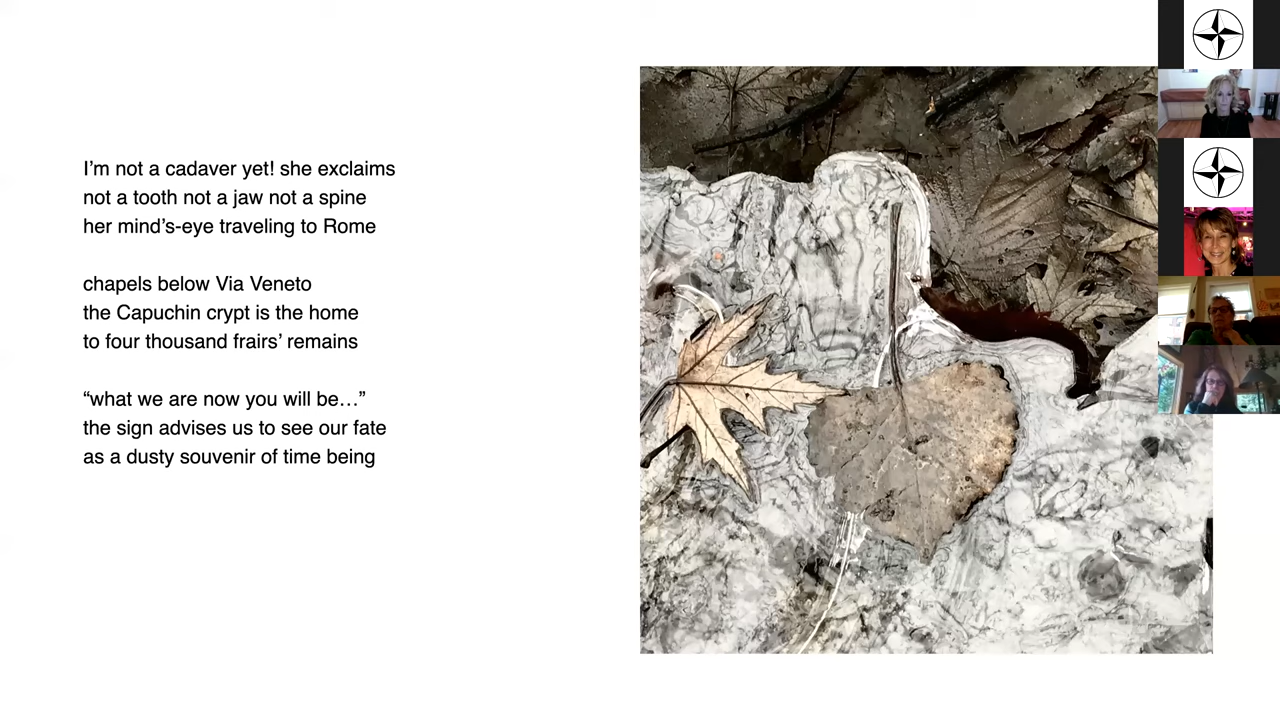 I’m not a cadaver yet! she exclaims
not a tooth not a jaw not a spine
her mind’s-eye traveling to Rome
chapels below Via Veneto
the Capuchin crypt is the home
to four thousand frairs’ remains
“what we are now you will be…”
the sign advises us to see our fate
as a dusty souvenir of time being